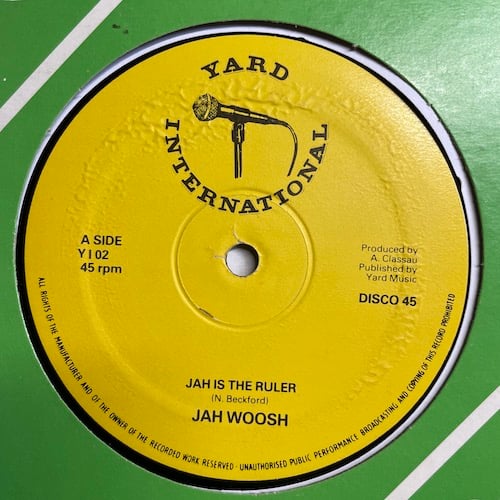 YARD
INTERNATIONAL
A SIDE
Y I 02
45 rpm
Produced by
A. Classau
Published by
Yard Music
DISCO 45
JAH IS THE RULER
(N. Beckford)
JAH WOOSH
ALL RIGHTS OF THE MANUFACTURER AND OF THE OWNER OF THE RECORDED WORK RESERVED · UNAUTHORISED PUBLIC PERFORMANCE BROADCASTING AND COPYING OF THIS RECORD PROHIBITED